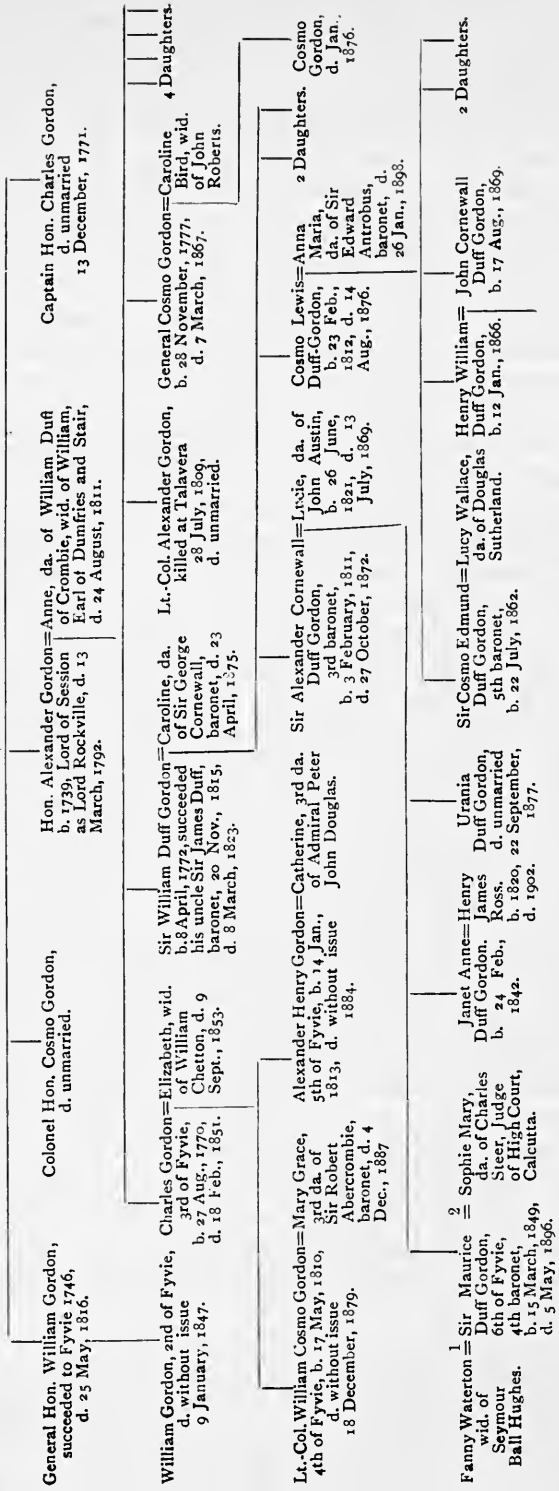 General Hon. William Gordon,
succeeded to Fyvie 1746,
d. 25 May, 1816.
Colonel Hon. Cosmo Gordon,
d. unmarried.
Hon. Alexander Gordon=Anne, da. of William Duff
b. 1739, Lord of Session
as Lord Rockville, d. 13
March, 1792.
of Crombie, wid. of William,
Earl of Dumfries and Stair,
d. 24 August, 1811.
Captain Hon. Charles Gordon,
d. unmarried
13 December, 1771.
William Gordon, 2nd of Fyvie,
d. without issue
9 January, 1847.
Charles Gordon=Elizabeth, wid.
3rd of Fyvie,
b. 27 Aug., 1770,
d. 18 Feb., 1851.
of William
Chetton, d. 9
Sept., 1853.
Sir William Duff Gordon=Caroline, da.
b. 8 April, 1772, succeeded
his uncle Sir James Duff,
baronet, 20 Nov., 1815,
d. 8 March, 1823.
of Sir George
Cornewall,
baronet, d. 23
April, 1875.
Lt.-Col. Alexander Gordon,
killed at Talavera
28 July, 1809,
d. unmarried.
General Cosmo Gordon=Caroline
b. 28 November, 1777,
d. 7 March, 1867.
Bird, wid.
of John
Roberts.
4 Daughters.
Lt.-Col. William Cosmo Gordon=Mary Grace,
4th of Fyvie, b. 17 May, 1810,
d. without issue
18 December, 1879.
3rd da. of
Sir Robert
Abercrombie,
baronet, d. 4
Dec., 1887
Alexander Henry Gordon=Catherine, 3rd da.
5th of Fyvie, b. 14 Jan.,
1813, d. without issue
1884.
of Admiral Peter
John Douglas.
Sir Alexander Cornewall=Lucie, da. of
Duff Gordon,
3rd baronet,
b. 3 February, 1811,
d. 27 October, 1872.
John Austin,
b. 26 June,
1821, d. 13
July, 1869.
Cosmo Lewis=Anna
Duff-Gordon,
b. 23 Feb.,
1812, d. 14
Aug., 1876.
Maria,
da. of Sir
Edward
Antrobus,
baronet, d.
26 Jan., 1898.
2 Daughters.
Cosmo
Gordon,
d. Jan.,
1876.
Fanny Waterton 1 = Sir Maurice 2 = Sophie Mary,
wid. of
Seymour
Ball Hughes.
Duff Gordon,
6th of Fyvie,
4th baronet,
b. 15 March, 1849,
d. 5 May, 1896.
da. of Charles
Steer, Judge
of High Court,
Calcutta.
Janet Anne=Henry
Duff Gordon.
b. 24 Feb.,
1842.
James
Ross.
b. 1820,
d. 1902.
Urania
Duff Gordon,
d. unmarried
22 September,
1877.
Sir Cosmo Edmund=Lucy Wallace,
Duff Gordon,
5th baronet,
b. 22 July, 1862.
da. of Douglas
Sutherland.
Henry William=
Duff Gordon,
b. 12 Jan., 1866.
John Cornewall
Duff Gordon,
b. 17 Aug., 1869.
2 Daughters.